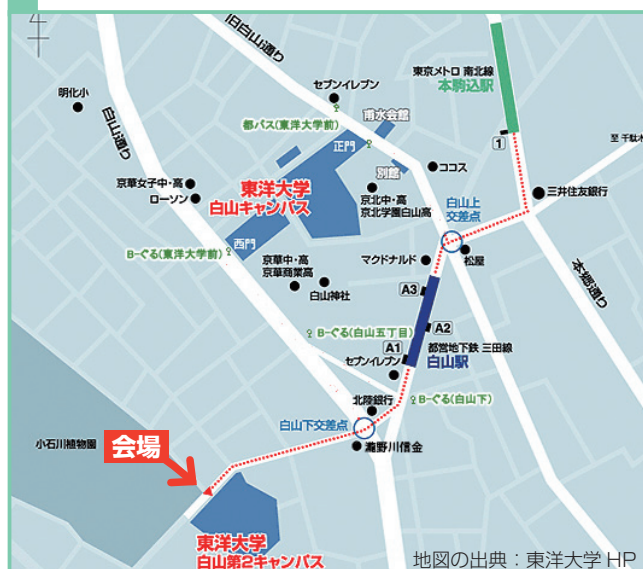 旧白山通り
東京メトロ 南北線
本駒込駅
セブンイレブン
明化小
白山通り
甫水会館
都バス(東洋大学前)
正門
1
至 千駄木
別館
ココス
京華女子中・高
ローソン
東洋大学
白山キャンパス
京北中・高
京北学園白山高
三井住友銀行
白山上
交差点
西門
B-ぐる(東洋大学前)
京華中・高
京華商業高
マクドナルド
松屋
本郷通り
白山神社
A3
B-ぐる(白山五丁目)
A2
A1
都営地下鉄 三田線
白山駅
セブンイレブン
北陸銀行
B-ぐる(白山下)
白山下交差点
小石川植物園
会場
瀧野川信金
東洋大学
白山第2キャンパス
地図の出典：東洋大学 HP